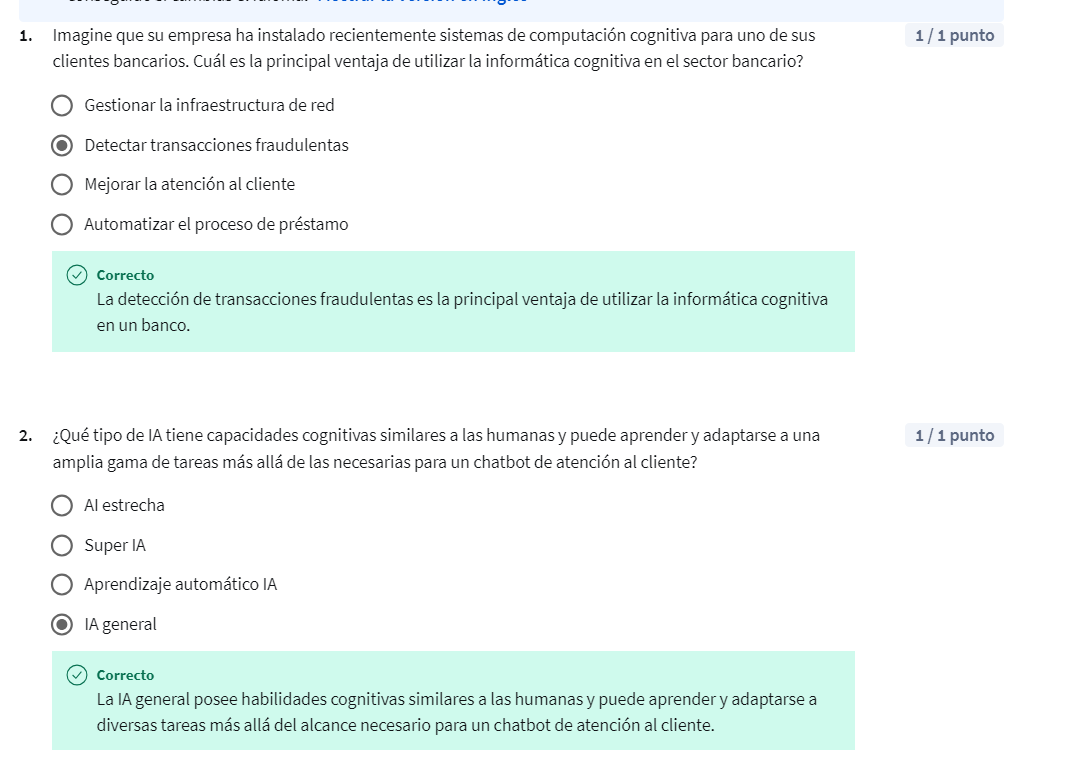 1. Imagine que su empresa ha instalado recientemente sistemas de computación cognitiva para uno de sus
clientes bancarios. Cuál es la principal ventaja de utilizar la informática cognitiva en el sector bancario?
1 / 1 punto
Gestionar la infraestructura de red
Detectar transacciones fraudulentas
Mejorar la atención al cliente
Automatizar el proceso de préstamo
Correcto
La detección de transacciones fraudulentas es la principal ventaja de utilizar la informática cognitiva
en un banco.
2. ¿Qué tipo de IA tiene capacidades cognitivas similares a las humanas y puede aprender y adaptarse a una
amplia gama de tareas más allá de las necesarias para un chatbot de atención al cliente?
1 / 1 punto
AI estrecha
Super IA
Aprendizaje automático IA
IA general
Correcto
La IA general posee habilidades cognitivas similares a las humanas y puede aprender y adaptarse a
diversas tareas más allá del alcance necesario para un chatbot de atención al cliente.